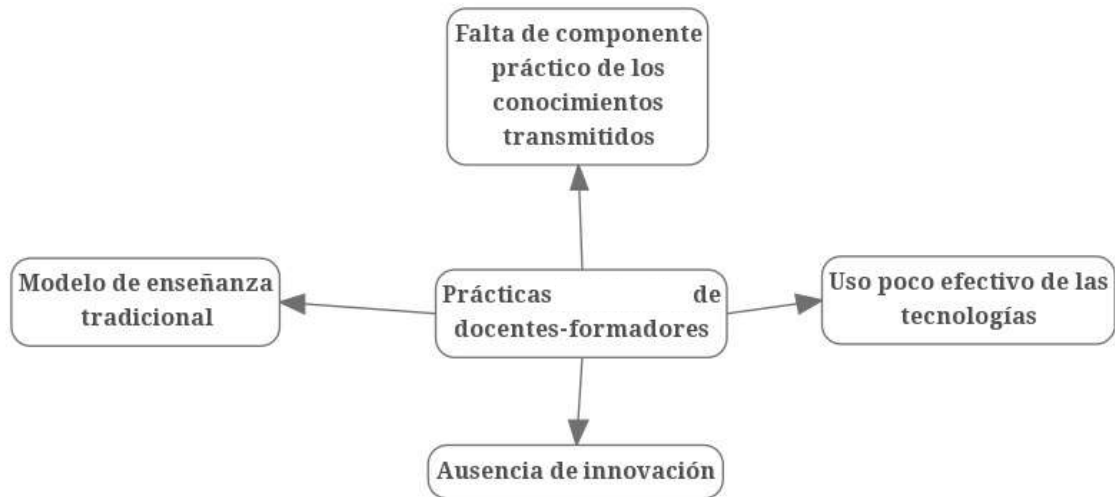 Falta de componente
práctico de los
conocimientos
transmitidos
Modelo de enseñanza
tradicional
Prácticas de
docentes-formadores
Uso poco efectivo de las
tecnologías
Ausencia de innovación